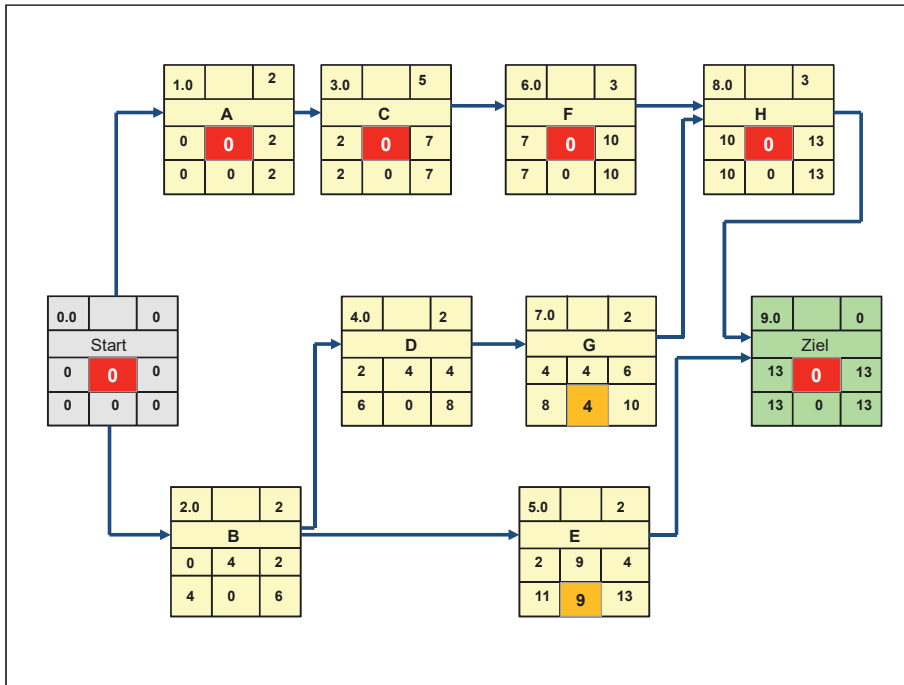 1.0 2
A
0 0 2
0 0 2
3.0 5
C
2 0 7
2 0 7
6.0 3
F
7 0 10
7 0 10
8.0 3
H
10 0 13
10 0 13
0.0 0
Start
0 0 0
0 0 0
4.0 2
D
2 4 4
6 0 8
7.0 2
G
4 4 6
8 4 10
9.0 0
Ziel
13 0 13
13 0 13
2.0 2
B
0 4 2
4 0 6
5.0 2
E
2 9 4
11 9 13